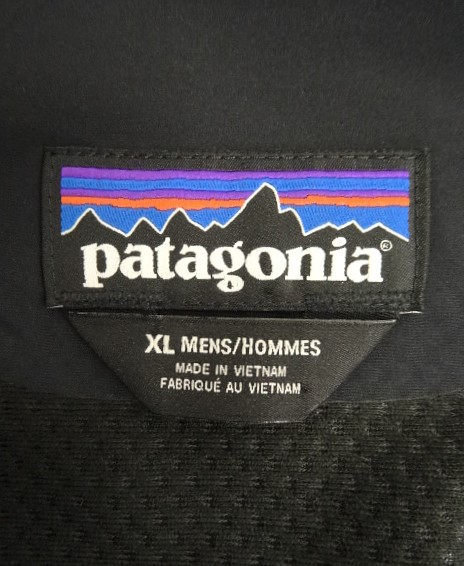 patagonia®
XL MENS/HOMMES
MADE IN VIETNAM
FABRIQUÉ AU VIETNAM